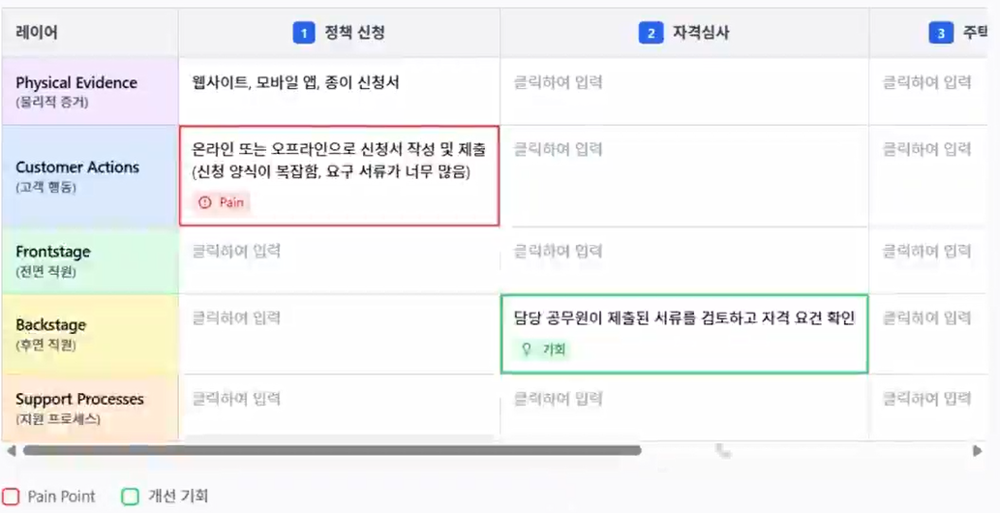 레이어
1 정책 신청
2 자격심사
3 주택
Physical Evidence
(물리적 증거)
웹사이트, 모바일 앱, 종이 신청서
클릭하여 입력
클릭하여 입력
Customer Actions
(고객 행동)
온라인 또는 오프라인으로 신청서 작성 및 제출
(신청 양식이 복잡함, 요구 서류가 너무 많음)
Pain
클릭하여 입력
클릭하여 입력
Frontstage
(전면 직원)
클릭하여 입력
클릭하여 입력
클릭하여 입력
Backstage
(후면 직원)
클릭하여 입력
담당 공무원이 제출된 서류를 검토하고 자격 요건 확인
기회
클릭하여 입력
Support Processes
(지원 프로세스)
클릭하여 입력
클릭하여 입력
클릭하여 입력
Pain Point
개선 기회